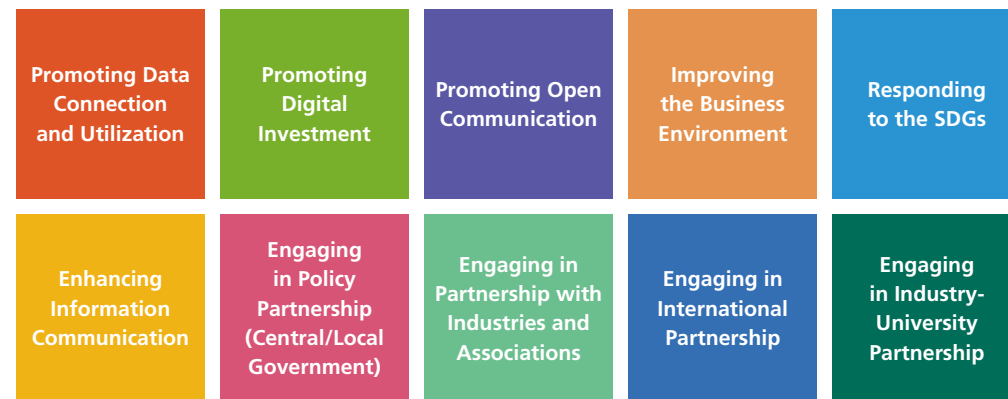 Promoting Data
Connection
and Utilization
Promoting
Digital
Investment
Promoting Open
Communication
Improving
the Business
Environment
Responding
to the SDGs
Enhancing
Information
Communication
Engaging
in Policy
Partnership
(Central/Local
Government)
Engaging in
Partnership with
Industries and
Associations
Engaging in
International
Partnership
Engaging
in Industry-
University
Partnership